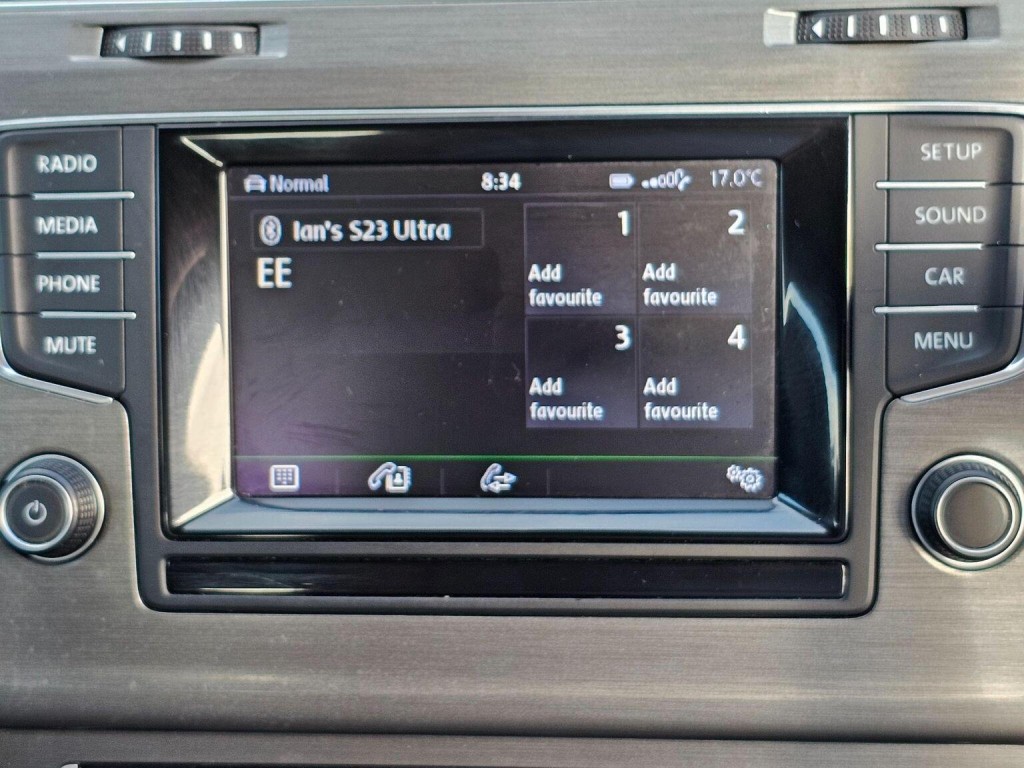 RADIO
MEDIA
PHONE
MUTE
Normal
8:34
17.0°C
Ian's S23 Ultra
EE
1
Add
favourite
2
Add
favourite
3
Add
favourite
4
Add
favourite
SETUP
SOUND
CAR
MENU